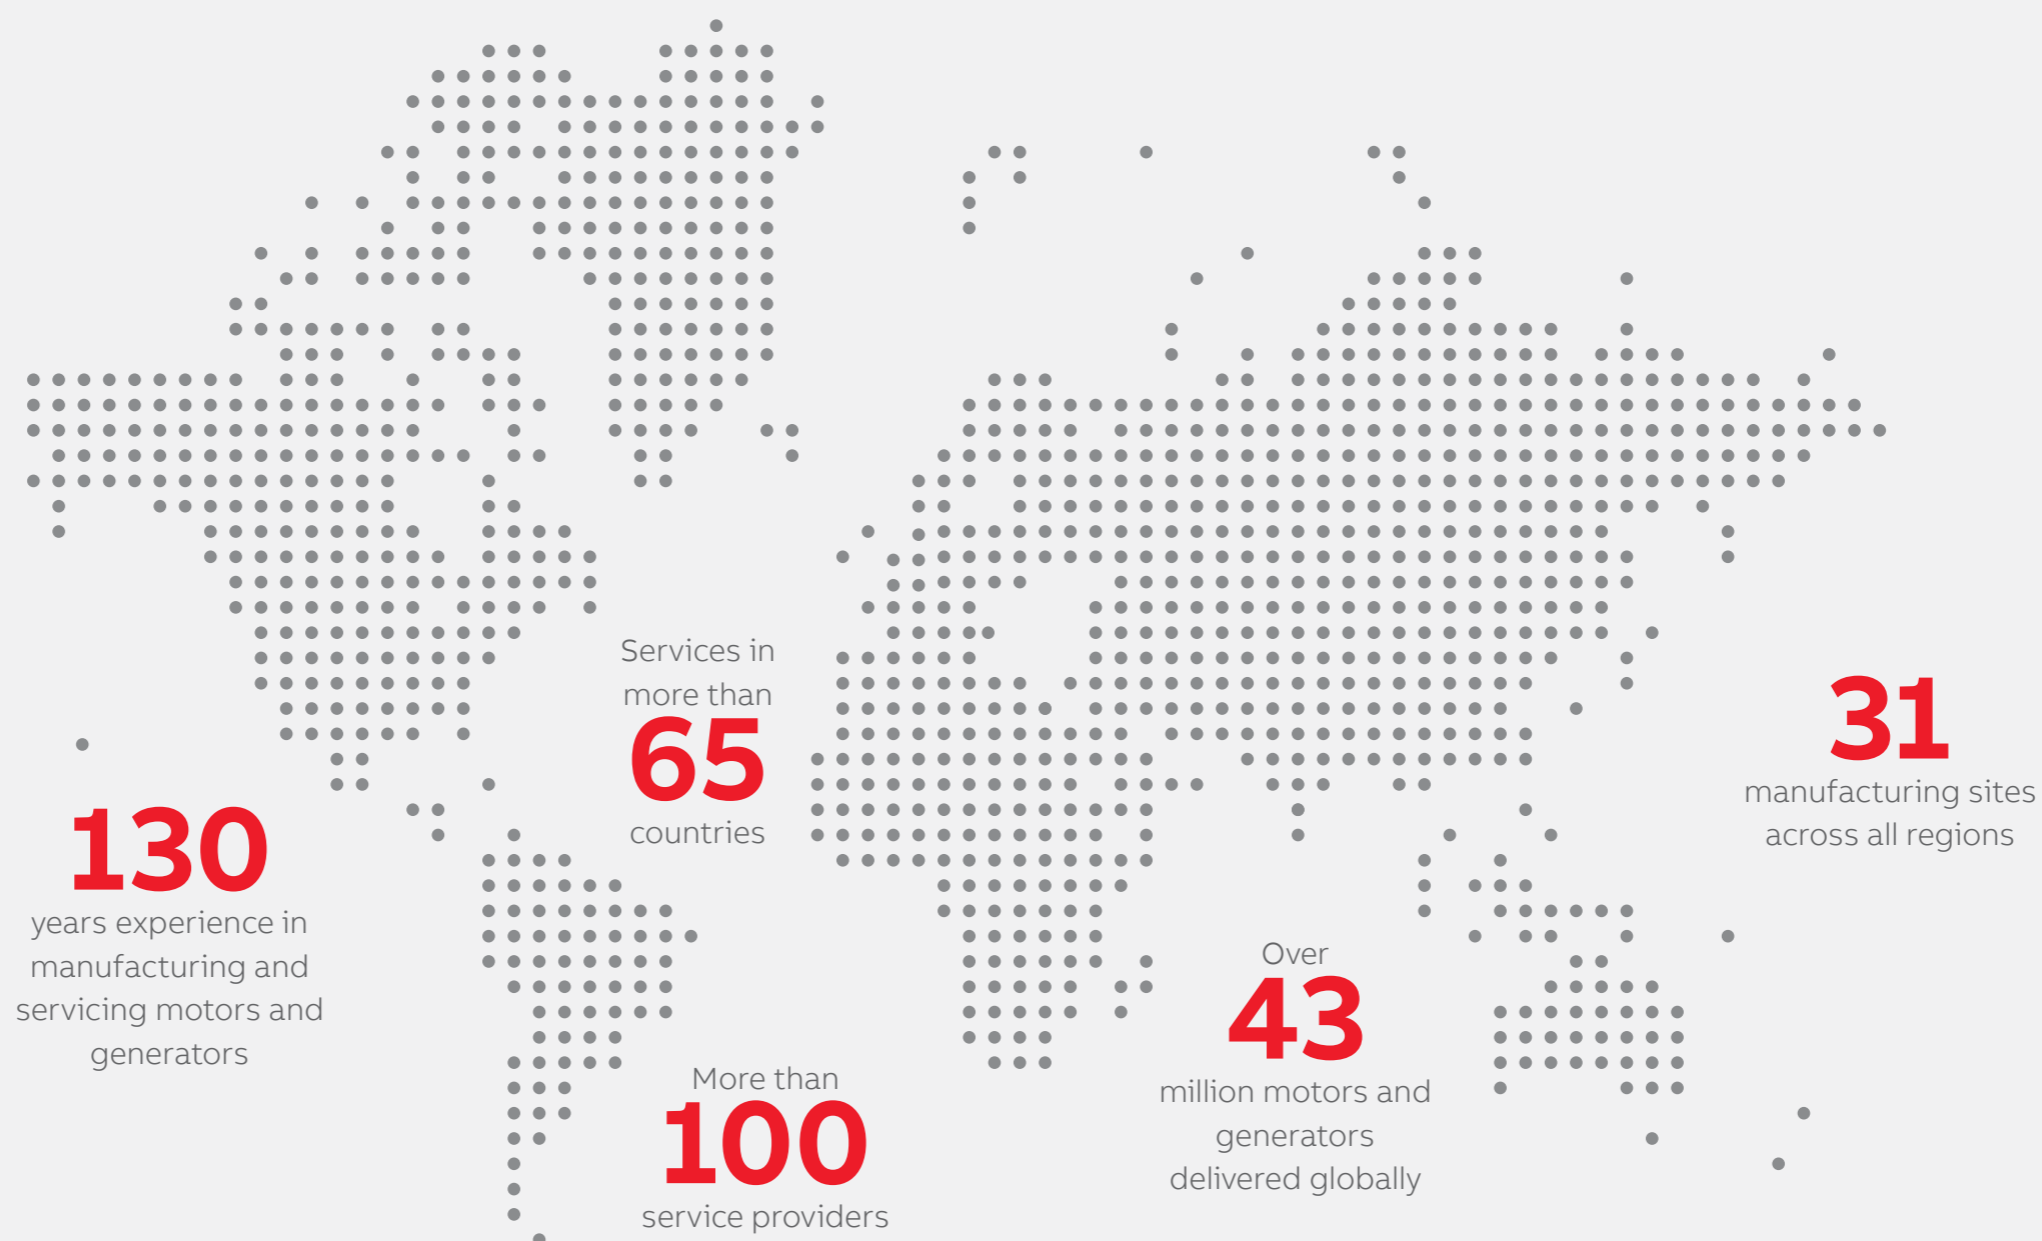 130
years experience in
manufacturing and
servicing motors and
generators
Services in
more than
65
countries
More than
100
service providers
Over
43
million motors and
generators
delivered globally
31
manufacturing sites
across all regions